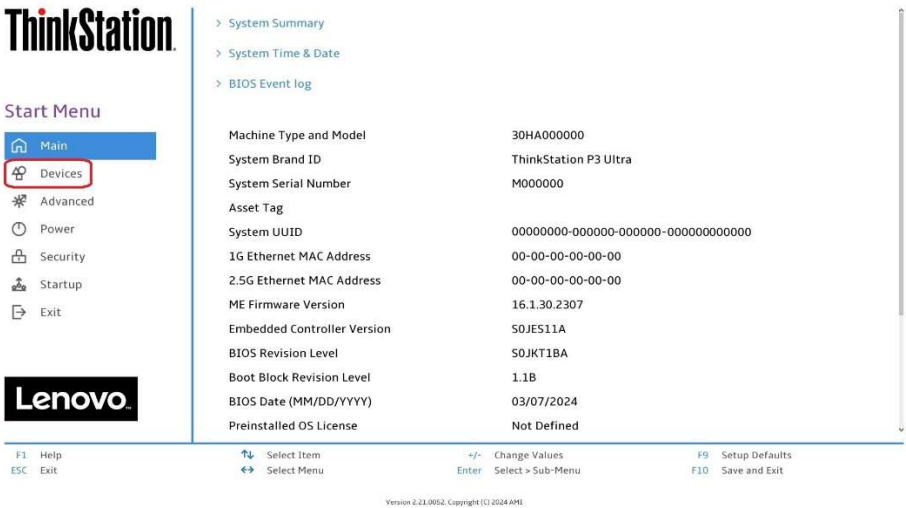 ThinkStation.
Start Menu
Main
Devices
Advanced
Power
Security
Startup
Exit
Lenovo
> System Summary
> System Time & Date
> BIOS Event log
Machine Type and Model 30HA000000
System Brand ID ThinkStation P3 Ultra
System Serial Number M000000
Asset Tag
System UUID 00000000-000000-000000-000000000000
1G Ethernet MAC Address 00-00-00-00-00-00
2.5G Ethernet MAC Address 00-00-00-00-00-00
ME Firmware Version 16.1.30.2307
Embedded Controller Version S0JES11A
BIOS Revision Level S0JKT1BA
Boot Block Revision Level 1.1B
BIOS Date (MM/DD/YYYY) 03/07/2024
Preinstalled OS License Not Defined
F1 Help ↑↓ Select Item +/- Change Values F9 Setup Defaults
ESC Exit ↔ Select Menu Enter Select > Sub-Menu F10 Save and Exit
Version 2.21.0052. Copyright (C) 2024 AMI